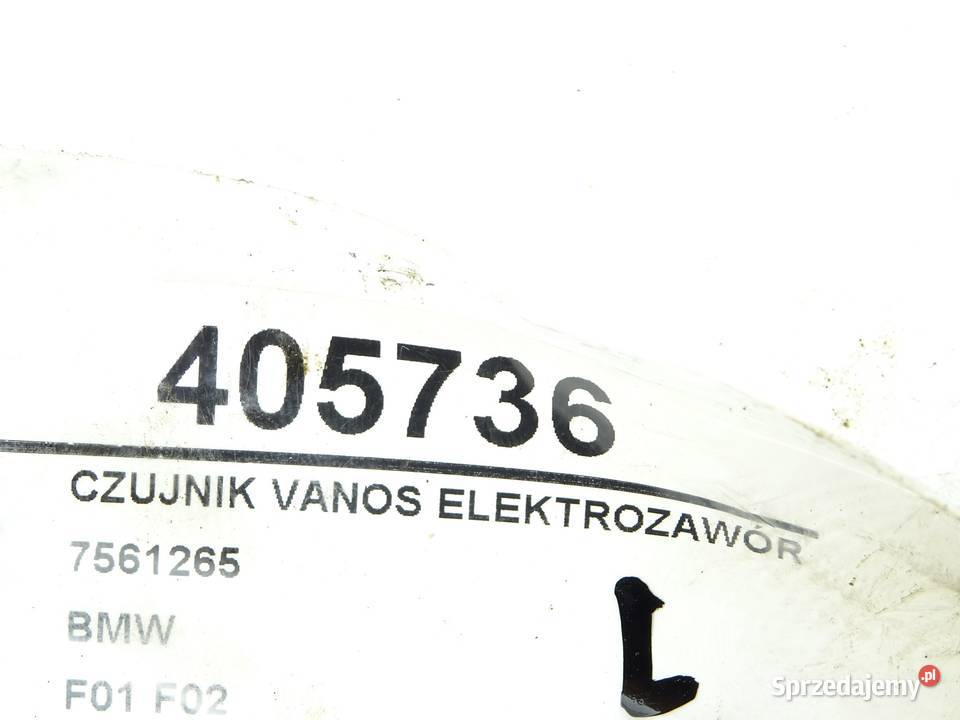 405736
CZUJNIK VANOS ELEKTROZAWÓR
7561265
BMW
L
F01 F02
Sprzedajemy.pl